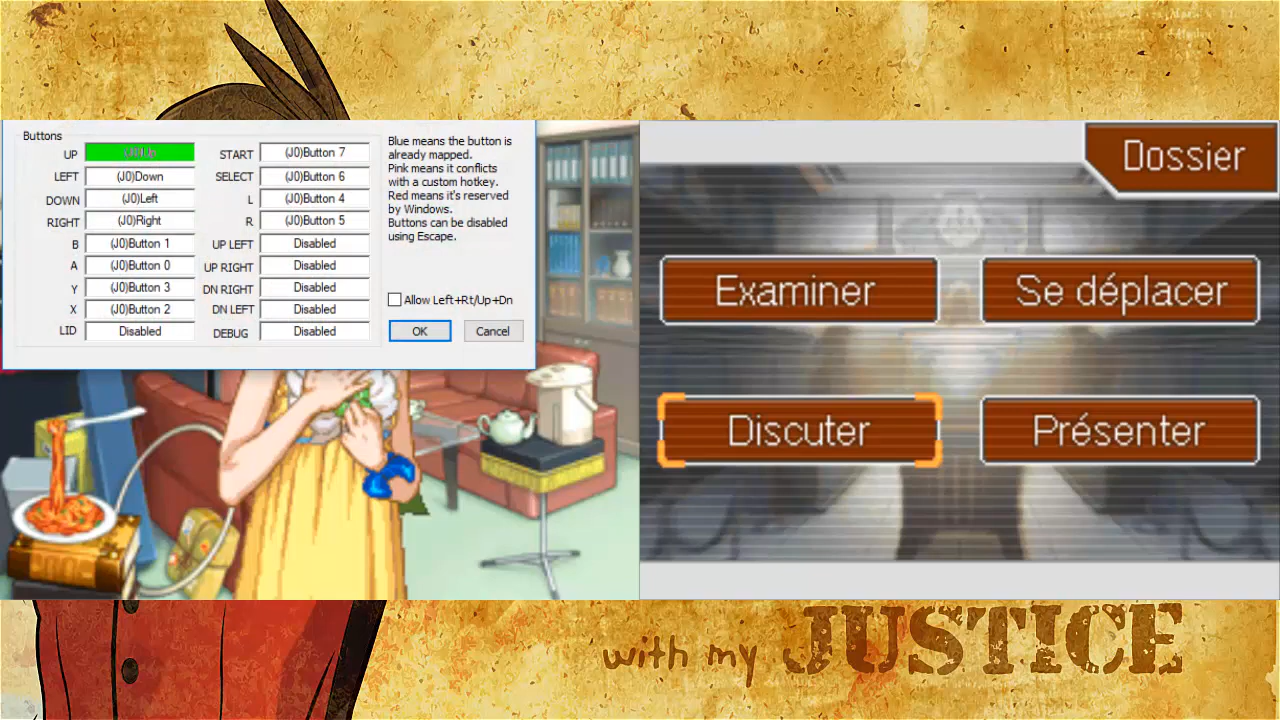 Buttons
UP (J0)Up START (J0)Button 7
LEFT (J0)Down SELECT (J0)Button 6
DOWN (J0)Left L (J0)Button 4
RIGHT (J0)Right R (J0)Button 5
B (J0)Button 1 UP LEFT Disabled
A (J0)Button 0 UP RIGHT Disabled
Y (J0)Button 3 DN RIGHT Disabled
X (J0)Button 2 DN LEFT Disabled
LID Disabled DEBUG Disabled
Blue means the button is
already mapped.
Pink means it conflicts
with a custom hotkey.
Red means it's reserved
by Windows.
Buttons can be disabled
using Escape.
Allow Left+Rt/Up+Dn
OK Cancel
Dossier
Examiner Se déplacer
Discuter Présenter
with my JUSTICE